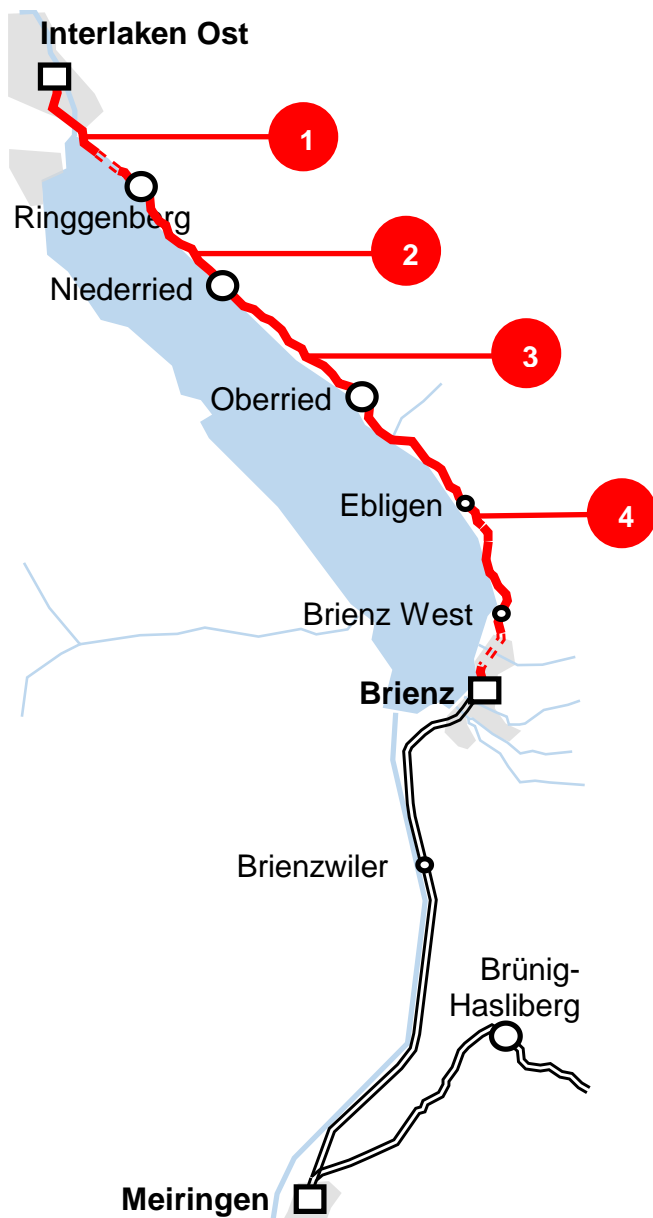 Interlaken Ost
1
Ringgenberg
2
Niederried
3
Oberried
Ebligen
4
Brienz West
Brienz
Brienzwiler
Brünig-
Hasliberg
Meiringen